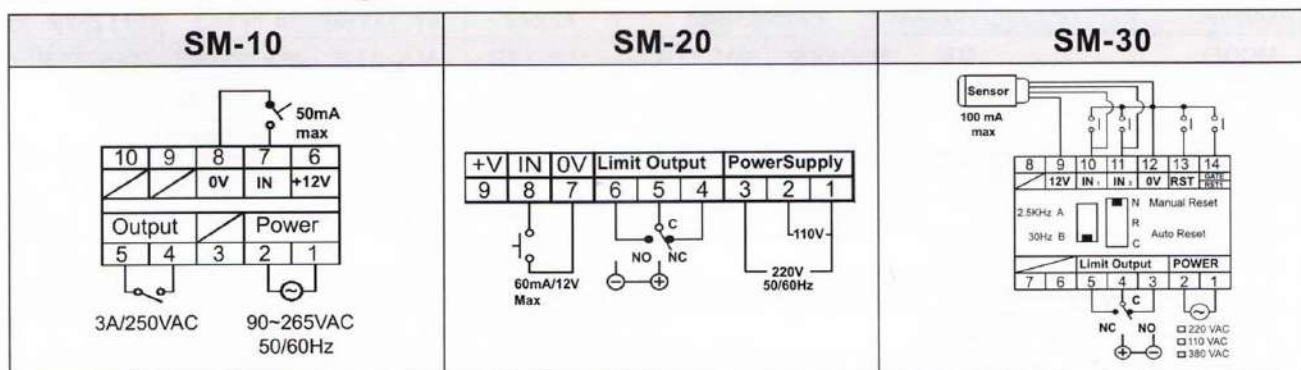 SM-10
50mA
max
10 9 8 7 6
0V IN +12V
Output Power
5 4 3 2 1
3A/250VAC 90~265VAC
50/60Hz
SM-20
+V IN 0V Limit Output PowerSupply
9 8 7 6 5 4 3 2 1
C
110V
NO NC
220V
50/60Hz
60mA/12V
Max
SM-30
Sensor
100 mA
max
8 9 10 11 12 13 14
12V IN 1 IN 2 0V RST GATE
RST1
N Manual Reset
2.5KHz A
R
30Hz B
C Auto Reset
Limit Output POWER
7 6 5 4 3 2 1
C
NC NO
220 VAC
110 VAC
380 VAC